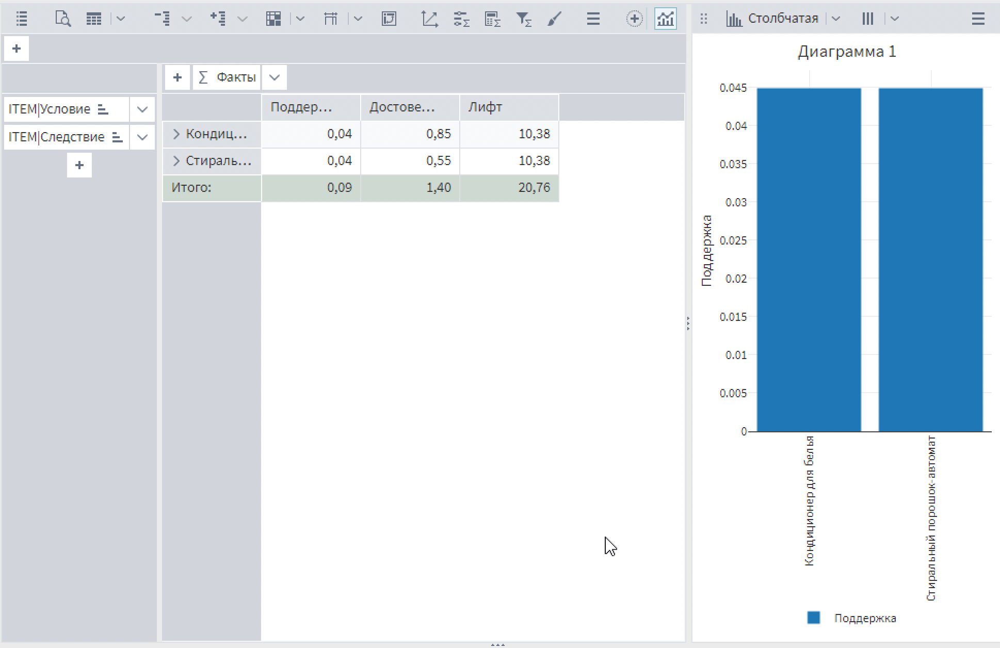 Столбчатая
Σ Факты
ITEM|Условие
ITEM|Следствие
Поддер... Достове... Лифт
Кондиц... 0,04 0,85 10,38
Стираль... 0,04 0,55 10,38
Итого: 0,09 1,40 20,76
Диаграмма 1
Поддержка
0.045
0.04
0.035
0.03
0.025
0.02
0.015
0.01
0.005
0
Кондиционер для белья
Стиральный порошок-автомат
Поддержка